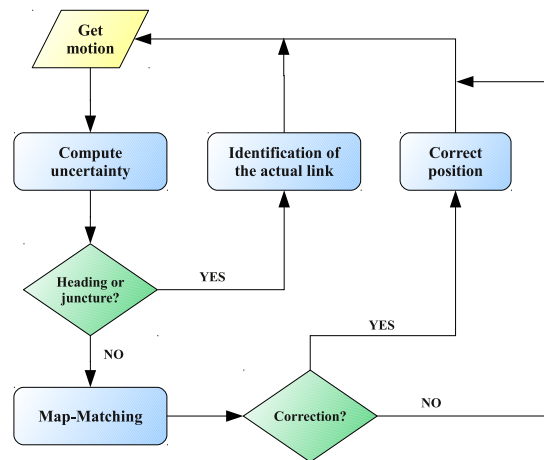 Get
motion
Compute
uncertainty
Identification of
the actual link
Correct
position
Heading or
juncture?
YES
NO
YES
Map-Matching
Correction?
NO